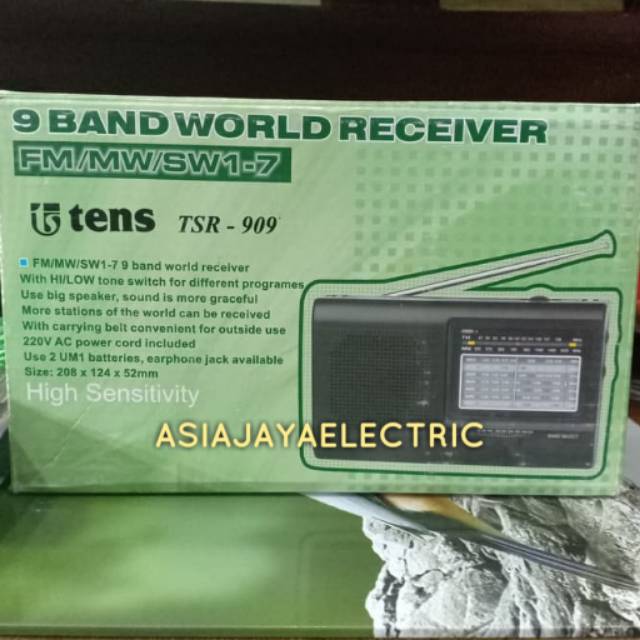 9 BAND WORLD RECEIVER
FM/MW/SW1-7
tens TSR - 909
FM/MW/SW1-7 9 band world receiver
With HI/LOW tone switch for different programes
Use big speaker, sound is more graceful
More stations of the world can be received
With carrying belt convenient for outside use
220V AC power cord included
Use 2 UM1 batteries, earphone jack available
Size: 208 x 124 x 52mm
High Sensitivity
ASIAJAYAELECTRIC